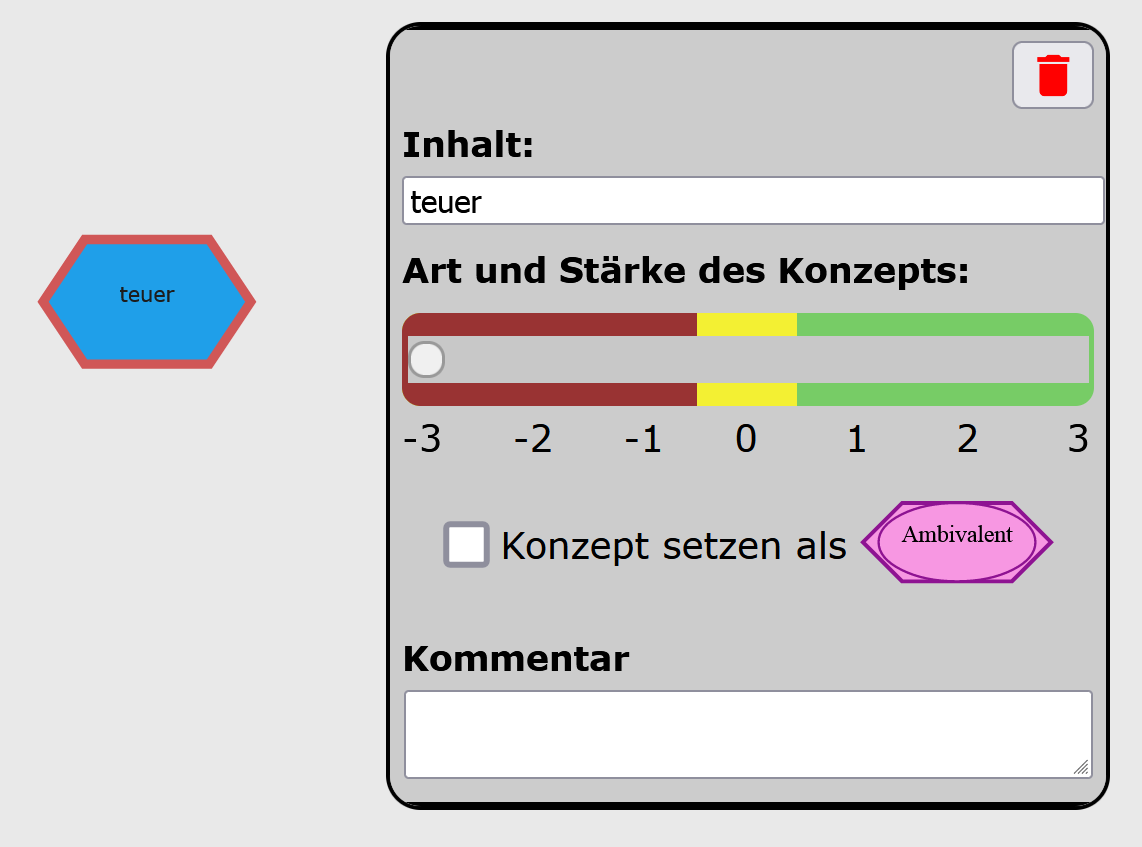 teuer
Inhalt:
teuer
Art und Stärke des Konzepts:
-3 -2 -1 0 1 2 3
Konzept setzen als Ambivalent
Kommentar